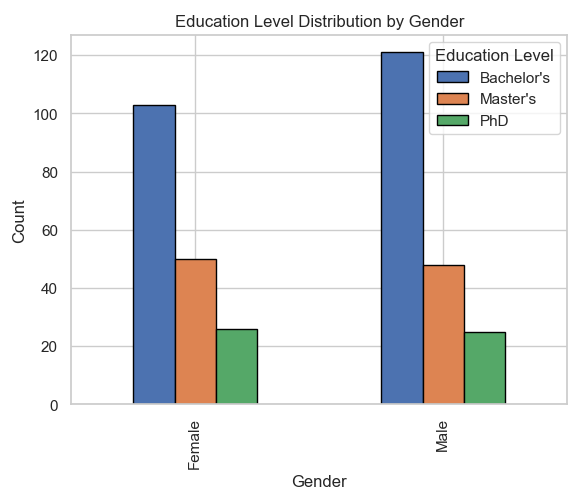 Education Level Distribution by Gender
Education Level
Bachelor's
Master's
PhD
120
100
80
60
40
20
0
Count
Female
Male
Gender